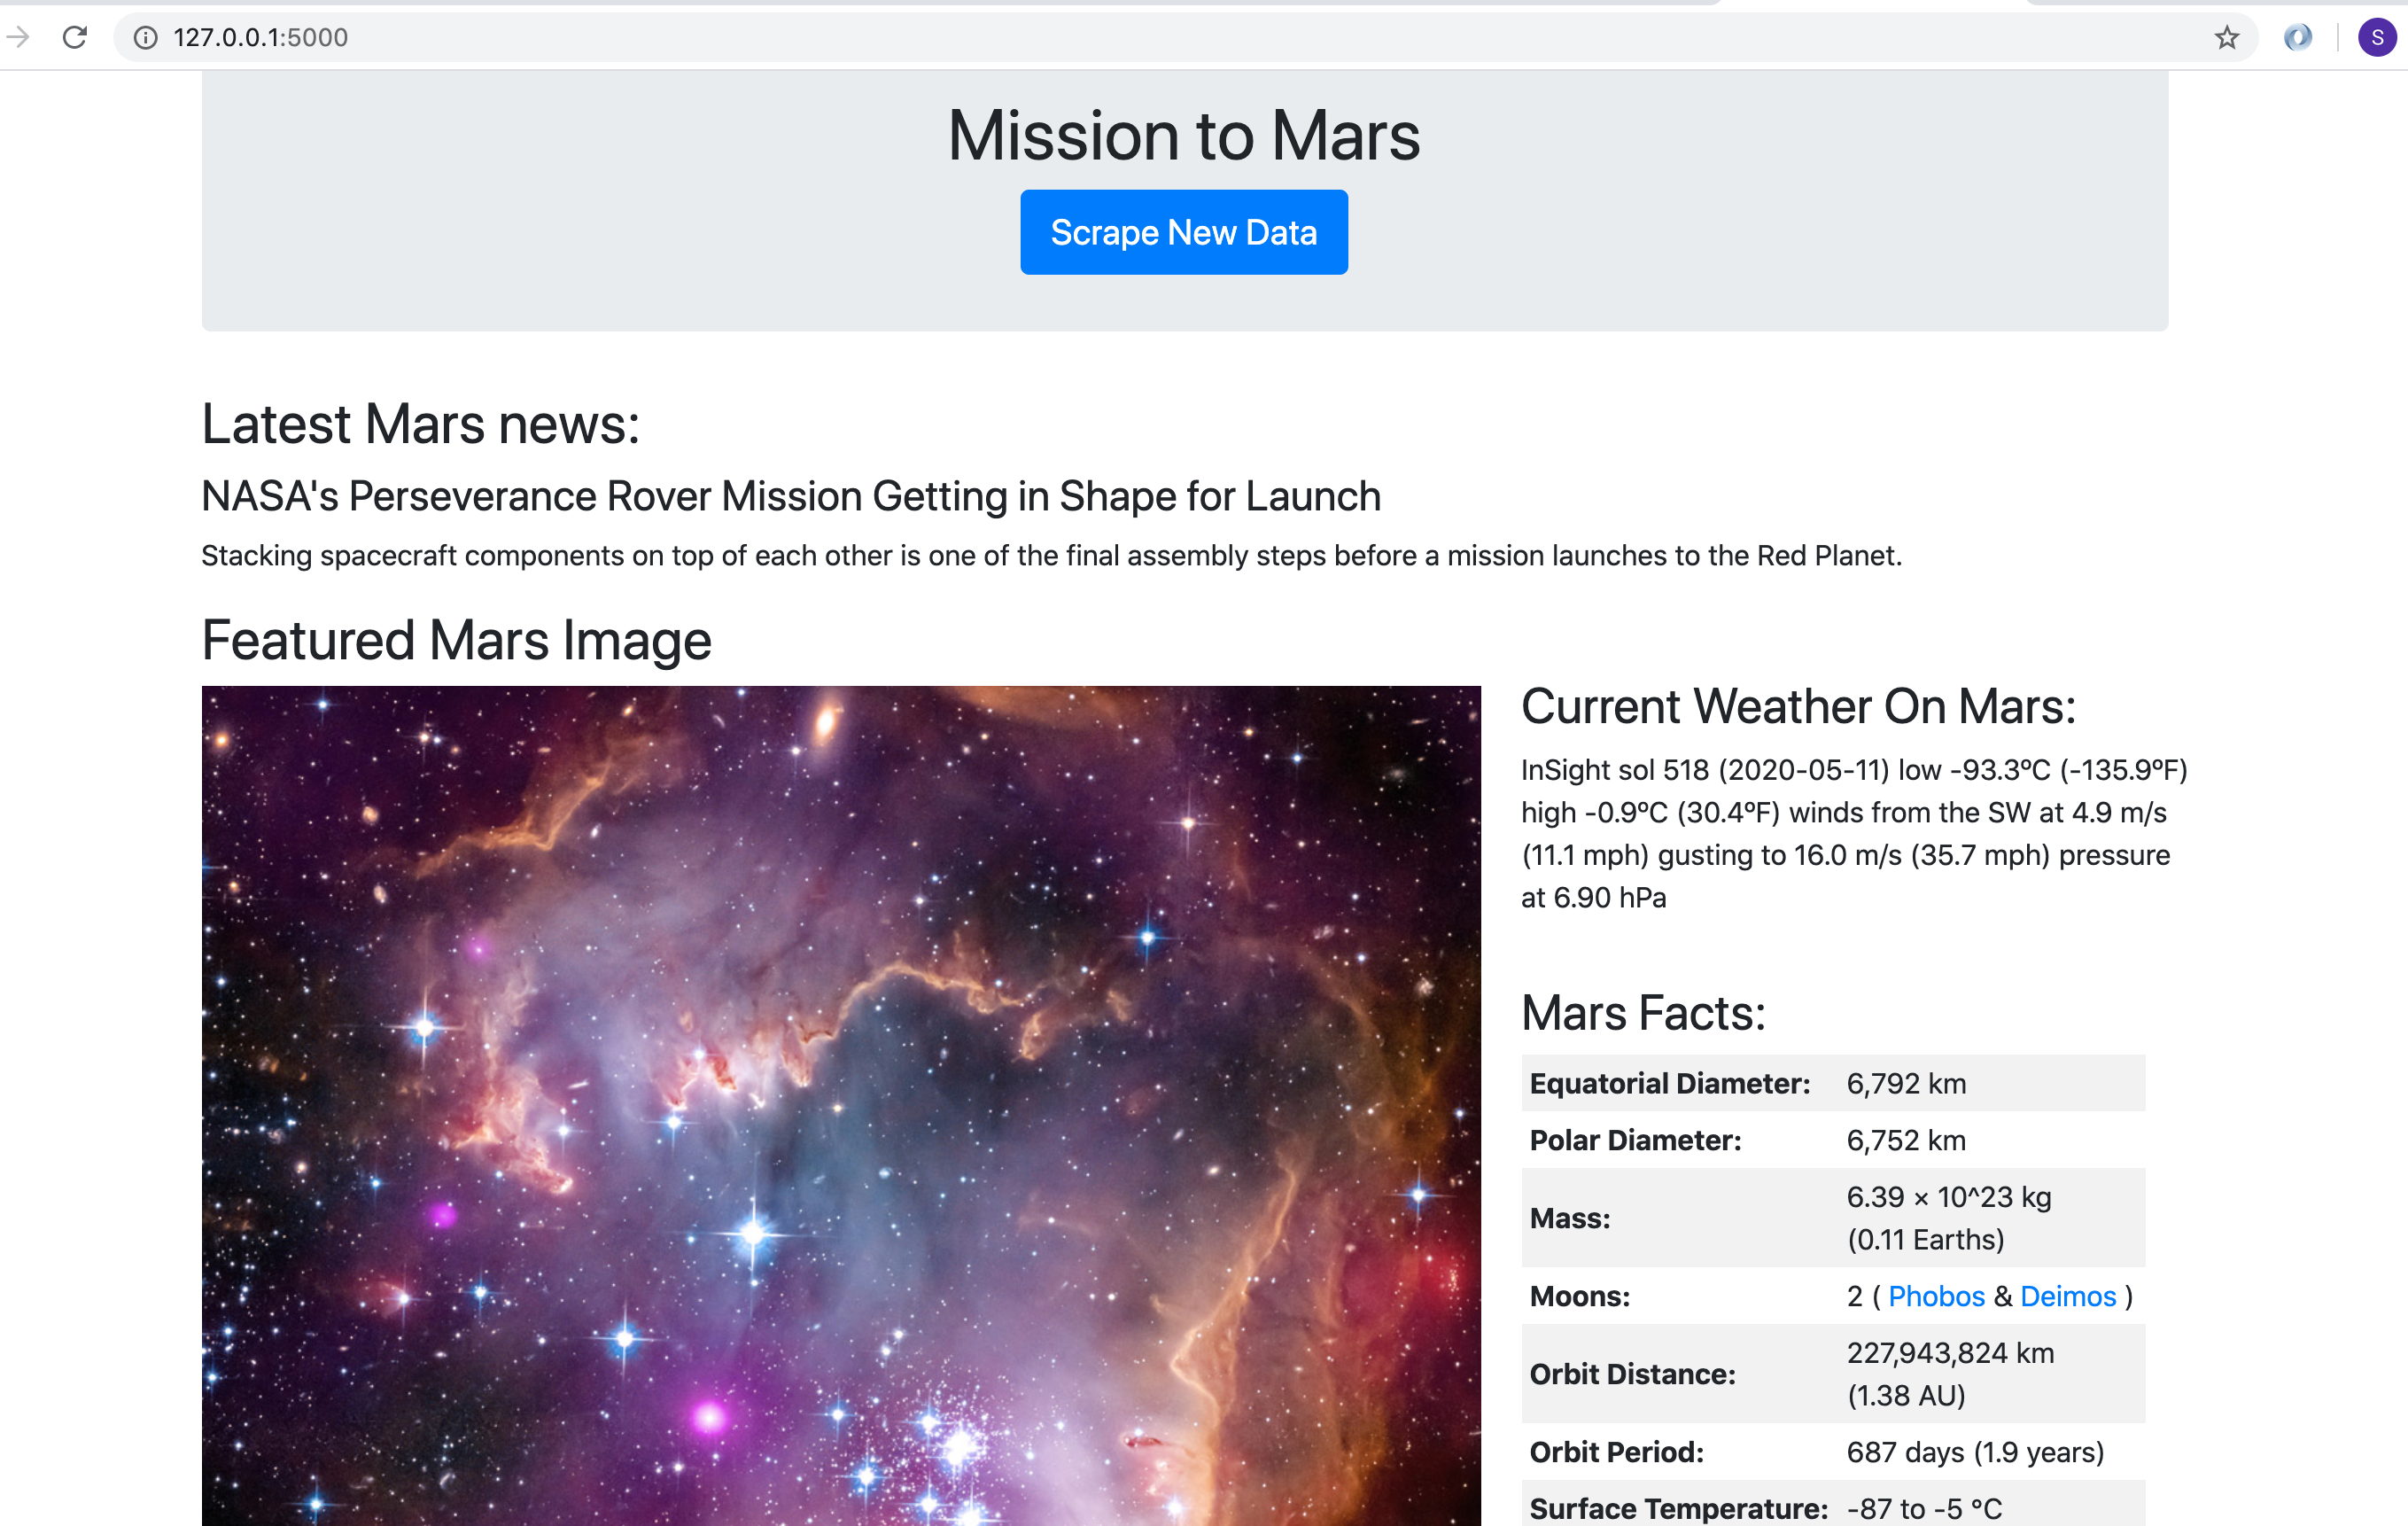 127.0.0.1:5000
S
Mission to Mars
Scrape New Data
Latest Mars news:
NASA's Perseverance Rover Mission Getting in Shape for Launch
Stacking spacecraft components on top of each other is one of the final assembly steps before a mission launches to the Red Planet.
Featured Mars Image
Current Weather On Mars:
InSight sol 518 (2020-05-11) low -93.3ºC (-135.9ºF)
high -0.9ºC (30.4ºF) winds from the SW at 4.9 m/s
(11.1 mph) gusting to 16.0 m/s (35.7 mph) pressure
at 6.90 hPa
Mars Facts:
Equatorial Diameter: 6,792 km
Polar Diameter: 6,752 km
Mass: 6.39 × 10^23 kg
(0.11 Earths)
Moons: 2 ( Phobos & Deimos )
Orbit Distance: 227,943,824 km
(1.38 AU)
Orbit Period: 687 days (1.9 years)
Surface Temperature: -87 to -5 °C